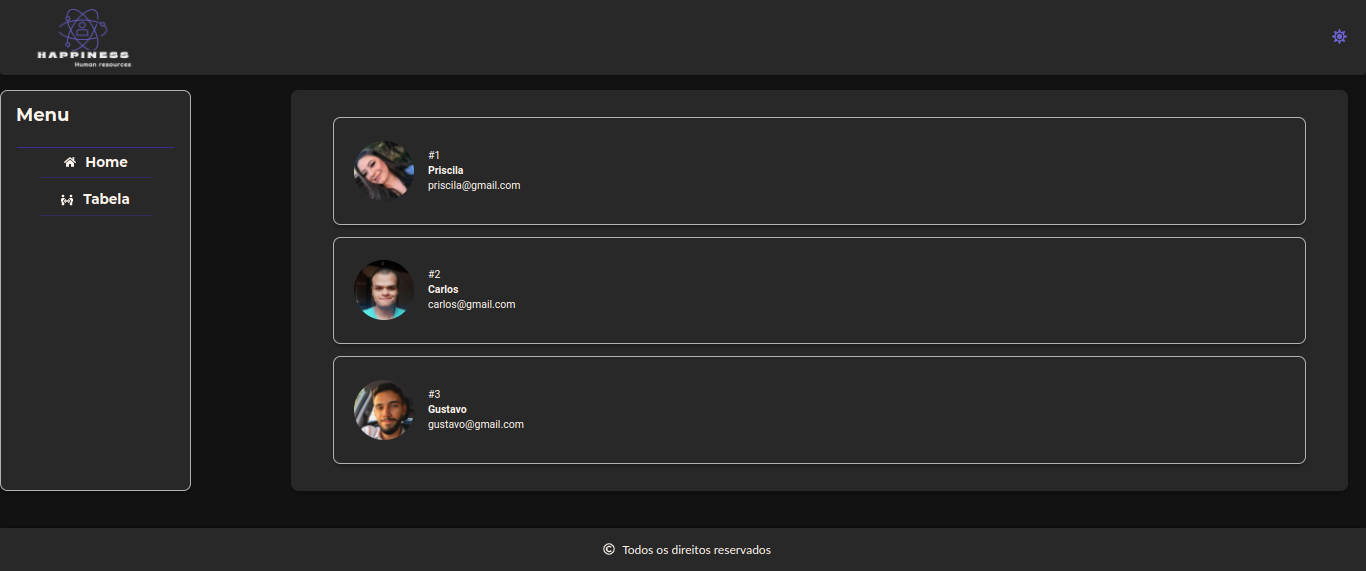 HAPPINESS
Human resources
Menu
Home
Tabela
#1
Priscila
priscila@gmail.com
#2
Carlos
carlos@gmail.com
#3
Gustavo
gustavo@gmail.com
© Todos os direitos reservados